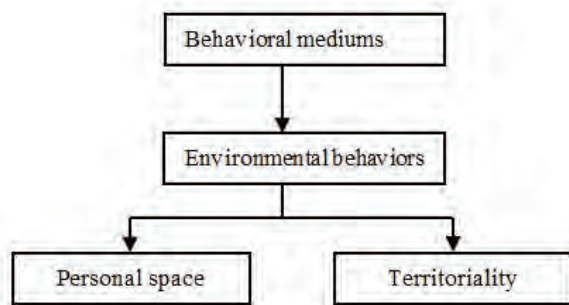 Behavioral mediums
Environmental behaviors
Personal space
Territoriality